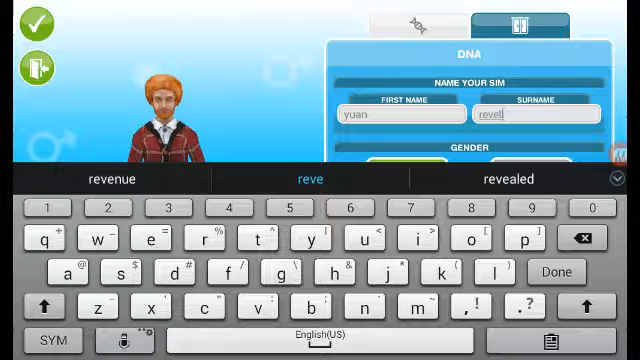 DNA
NAME YOUR SIM
FIRST NAME SURNAME
yuan reveli
GENDER
revenue reve revealed
1 2 3 4 5 6 7 8 9 0
q + w - e = r % t ^ y | u < i > o [ p ]
a @ s $ d # f / g \ h & j * k ( l ) Done
z x c v b n m , ! . ?
SYM English(US)